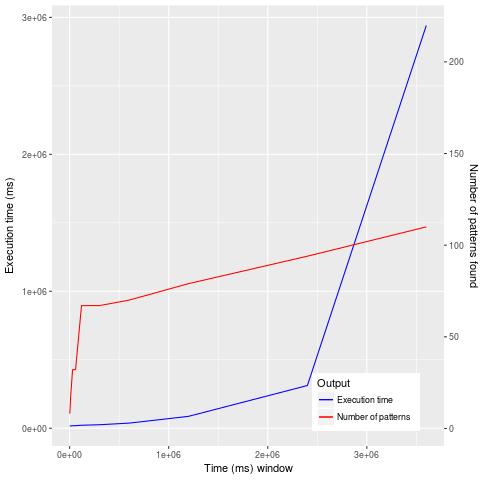 3e+06
2e+06
1e+06
0e+00
Execution time (ms)
200
150
100
50
0
Number of patterns found
0e+00 1e+06 2e+06 3e+06
Time (ms) window
Output
Execution time
Number of patterns